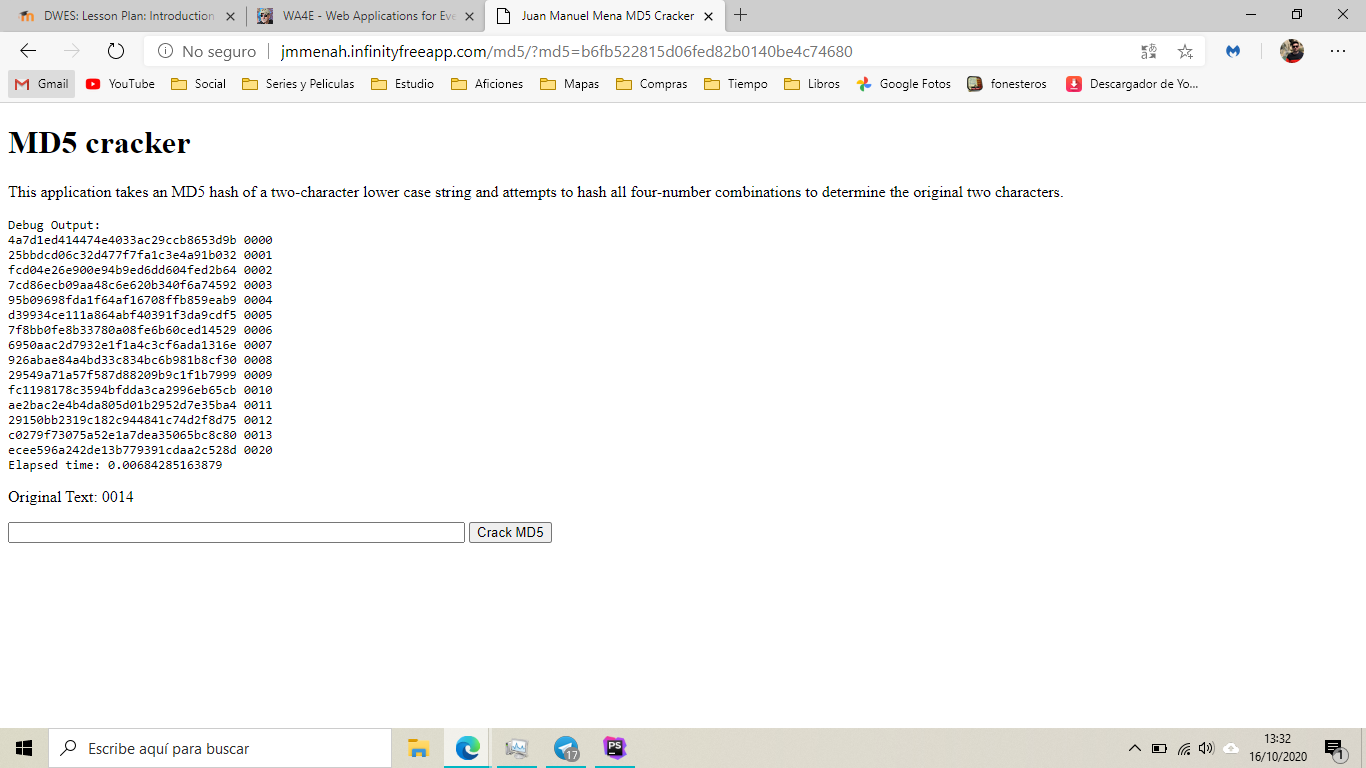 DWES: Lesson Plan: Introduction
WA4E - Web Applications for Eve
Juan Manuel Mena MD5 Cracker
No seguro
jmmenah.infinityfreeapp.com/md5/?md5=b6fb522815d06fed82b0140be4c74680
Gmail YouTube Social Series y Peliculas Estudio Aficiones Mapas Compras Tiempo Libros Google Fotos fonesteros Descargador de Yo...
MD5 cracker
This application takes an MD5 hash of a two-character lower case string and attempts to hash all four-number combinations to determine the original two characters.
Debug Output:
4a7d1ed414474e4033ac29ccb8653d9b 0000
25bbdcd06c32d477f7fa1c3e4a91b032 0001
fcd04e26e900e94b9ed6dd604fed2b64 0002
7cd86ecb09aa48c6e620b340f6a74592 0003
95b09698fda1f64af16708ffb859eab9 0004
d39934ce111a864abf40391f3da9cdf5 0005
7f8bb0fe8b33780a08fe6b60ced14529 0006
6950aac2d7932e1f1a4c3cf6ada1316e 0007
926abae84a4bd33c834bc6b981b8cf30 0008
29549a71a57f587d88209b9c1f1b7999 0009
fc1198178c3594bfdda3ca2996eb65cb 0010
ae2bac2e4b4da805d01b2952d7e35ba4 0011
29150bb2319c182c944841c74d2f8d75 0012
c0279f73075a52e1a7dea35065bc8c80 0013
ecee596a242de13b779391cdaa2c528d 0020
Elapsed time: 0.00684285163879
Original Text: 0014
Crack MD5
Escribe aquí para buscar
17
PS
13:32
16/10/2020
1